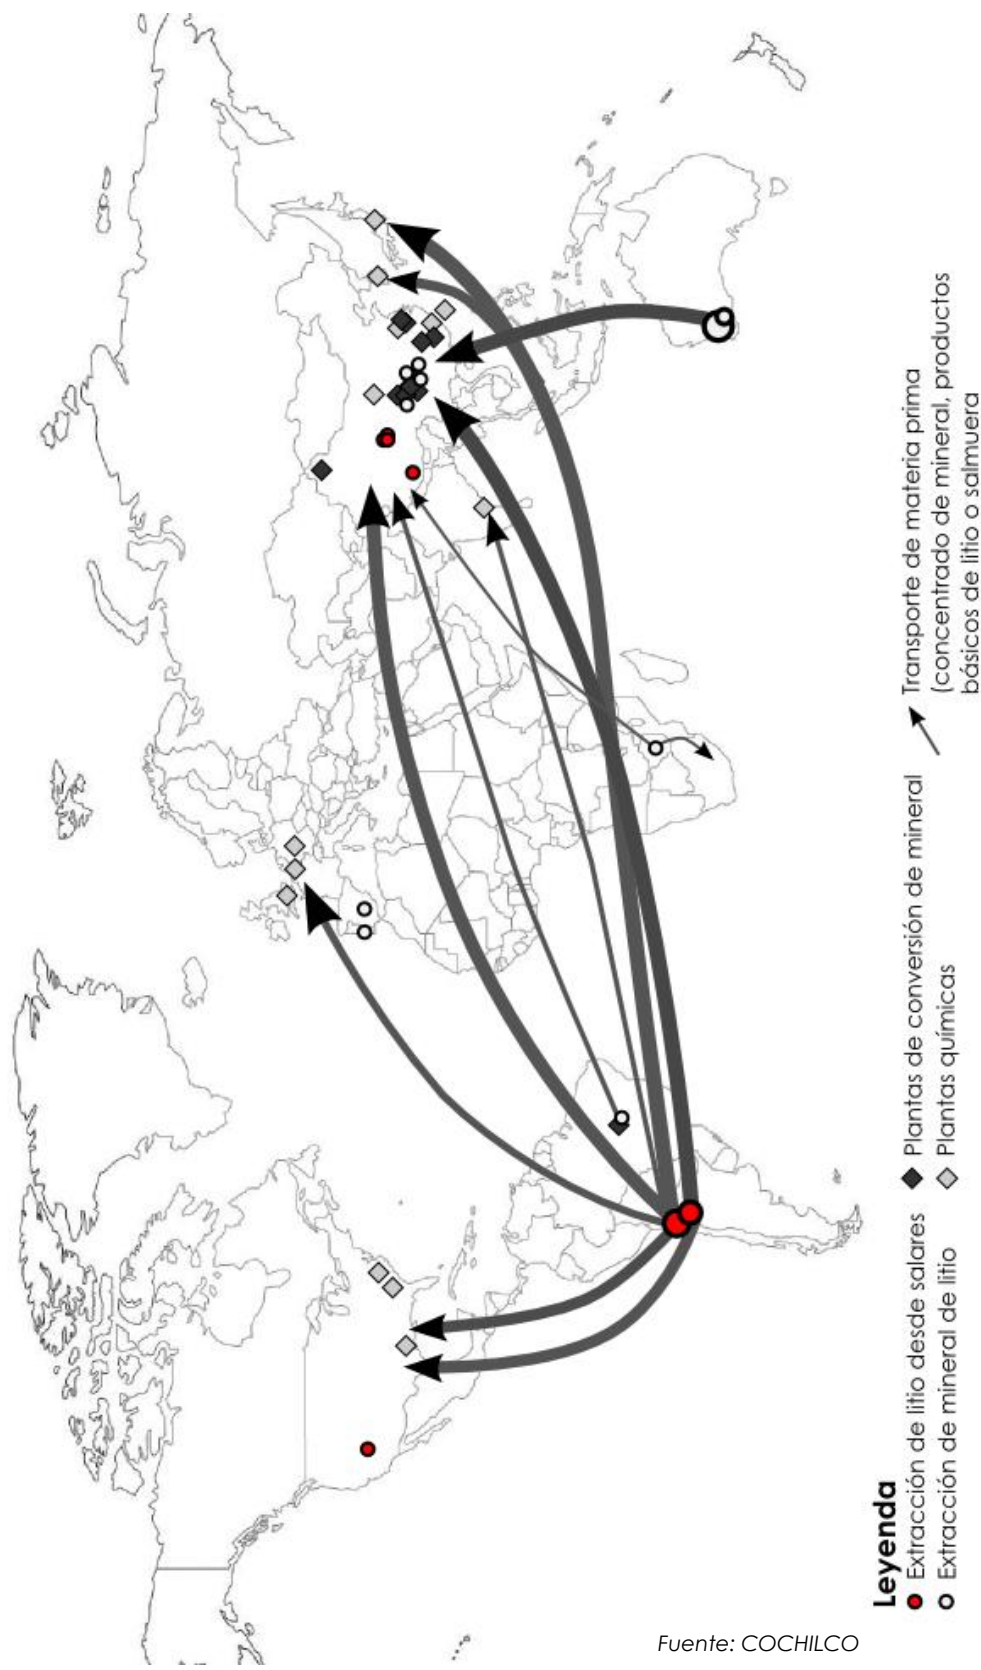 Leyenda
Extracción de litio desde salares
Extracción de mineral de litio
Plantas de conversión de mineral
Plantas químicas
Transporte de materia prima
(concentrado de mineral, productos
básicos de litio o salmuera
Fuente: COCHILCO